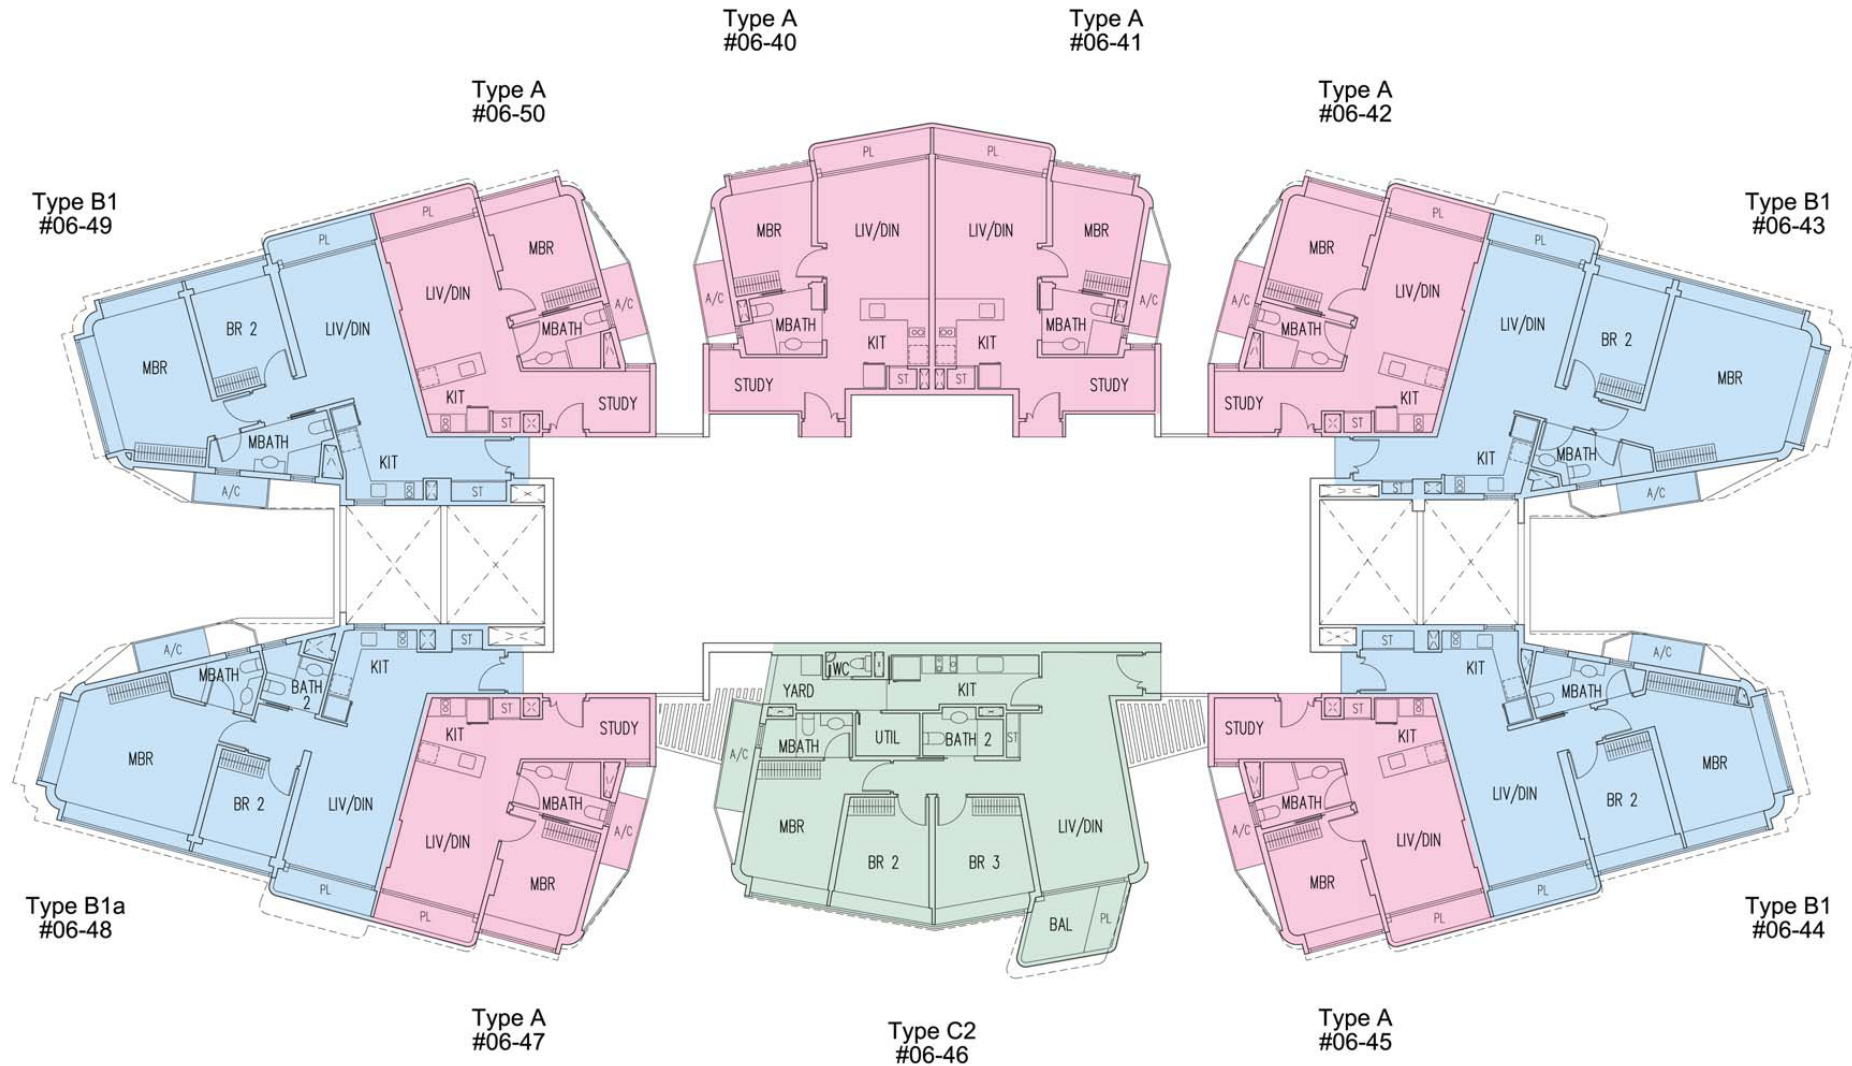 Type A
#06-40
Type A
#06-41
Type A
#06-50
Type A
#06-42
Type B1
#06-49
Type B1
#06-43
PL
LIV/DIN
BR 2
MBR
MBATH
KIT
A/C
ST
PL
LIV/DIN
MBR
MBATH
A/C
KIT
ST
STUDY
PL
LIV/DIN
MBR
A/C
MBATH
KIT
STUDY
ST
PL
LIV/DIN
MBR
A/C
MBATH
KIT
ST
STUDY
PL
MBR
LIV/DIN
A/C
MBATH
KIT
STUDY
ST
PL
LIV/DIN
BR 2
MBR
KIT
MBATH
ST
A/C
A/C
MBATH
BATH
2
KIT
ST
MBR
BR 2
LIV/DIN
PL
ST
KIT
STUDY
MBATH
A/C
LIV/DIN
MBR
PL
WC
YARD
KIT
A/C
MBATH
UTIL
BATH 2
ST
MBR
BR 2
BR 3
LIV/DIN
BAL
PL
STUDY
ST
KIT
A/C
MBATH
LIV/DIN
MBR
PL
ST
KIT
A/C
MBATH
MBR
LIV/DIN
BR 2
PL
Type B1a
#06-48
Type B1
#06-44
Type A
#06-47
Type C2
#06-46
Type A
#06-45